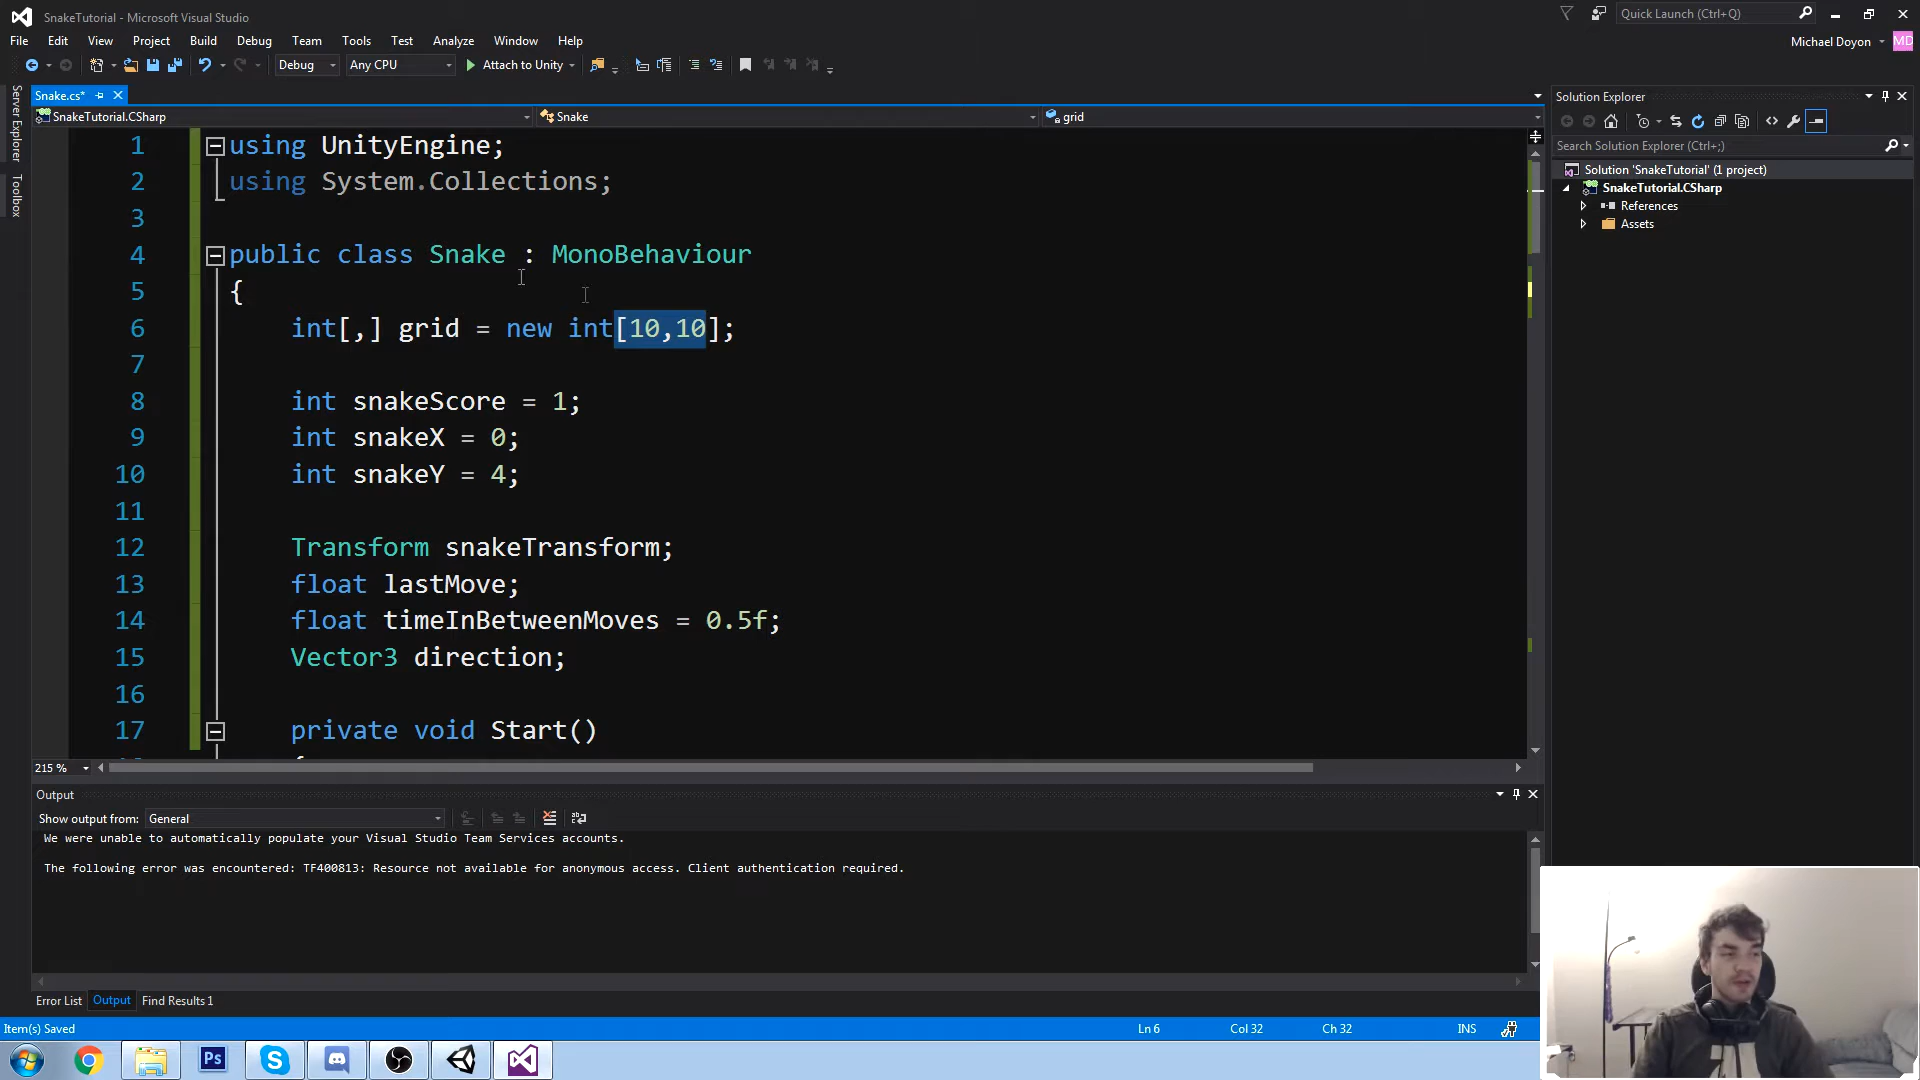 SnakeTutorial - Microsoft Visual Studio
Quick Launch (Ctrl+Q)
File Edit View Project Build Debug Team Tools Test Analyze Window Help
Michael Doyon MD
Debug Any CPU Attach to Unity
Server Explorer
Toolbox
Snake.cs*
SnakeTutorial.CSharp Snake grid
1 using UnityEngine;
2 using System.Collections;
3
4 public class Snake : MonoBehaviour
5 {
6 int[,] grid = new int[10,10];
7
8 int snakeScore = 1;
9 int snakeX = 0;
10 int snakeY = 4;
11
12 Transform snakeTransform;
13 float lastMove;
14 float timeInBetweenMoves = 0.5f;
15 Vector3 direction;
16
17 private void Start()
215 %
Solution Explorer
Search Solution Explorer (Ctrl+;)
Solution 'SnakeTutorial' (1 project)
SnakeTutorial.CSharp
References
Assets
Output
Show output from: General
We were unable to automatically populate your Visual Studio Team Services accounts.
The following error was encountered: TF400813: Resource not available for anonymous access. Client authentication required.
Error List Output Find Results 1
Item(s) Saved Ln 6 Col 32 Ch 32 INS
Ps